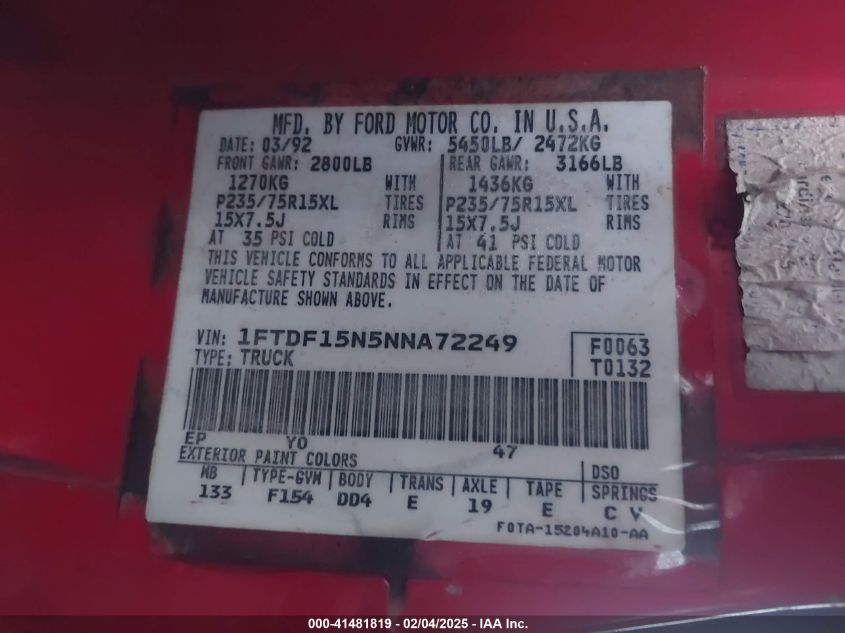 MFD. BY FORD MOTOR CO. IN U.S.A.
DATE: 03/92 GVWR: 5450LB/ 2472KG
FRONT GAWR: 2800LB REAR GAWR: 3166LB
1270KG WITH 1436KG WITH
P235/75R15XL TIRES P235/75R15XL TIRES
15X7.5J RIMS 15X7.5J RIMS
AT 35 PSI COLD AT 41 PSI COLD
THIS VEHICLE CONFORMS TO ALL APPLICABLE FEDERAL MOTOR
VEHICLE SAFETY STANDARDS IN EFFECT ON THE DATE OF
MANUFACTURE SHOWN ABOVE.
VIN: 1FTDF15N5NNA72249 F0063
TYPE: TRUCK T0132
EP YO 47
EXTERIOR PAINT COLORS DSO
WB TYPE-GVW BODY TRANS AXLE TAPE SPRINGS
133 F154 DD4 E 19 E C V
F0TA-15204A10-AA
000-41481819 - 02/04/2025 - IAA Inc.